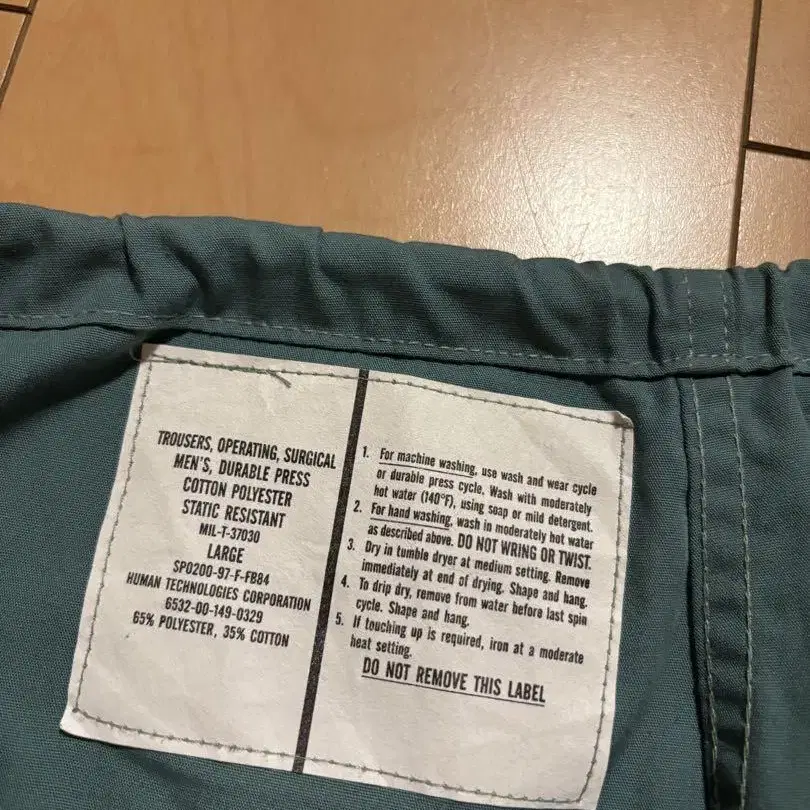 TROUSERS, OPERATING, SURGICAL
MEN'S, DURABLE PRESS
COTTON POLYESTER
STATIC RESISTANT
MIL-T-37030
LARGE
SPO200-97-F-FB84
HUMAN TECHNOLOGIES CORPORATION
6532-00-149-0329
65% POLYESTER, 35% COTTON
1. For machine washing, use wash and wear cycle
or durable press cycle. Wash with moderately
hot water (140°F), using soap or mild detergent.
2. For hand washing, wash in moderately hot water
as described above. DO NOT WRING OR TWIST.
3. Dry in tumble dryer at medium setting. Remove
immediately at end of drying. Shape and hang.
4. To drip dry, remove from water before last spin
cycle. Shape and hang.
5. If touching up is required, iron at a moderate
heat setting.
DO NOT REMOVE THIS LABEL